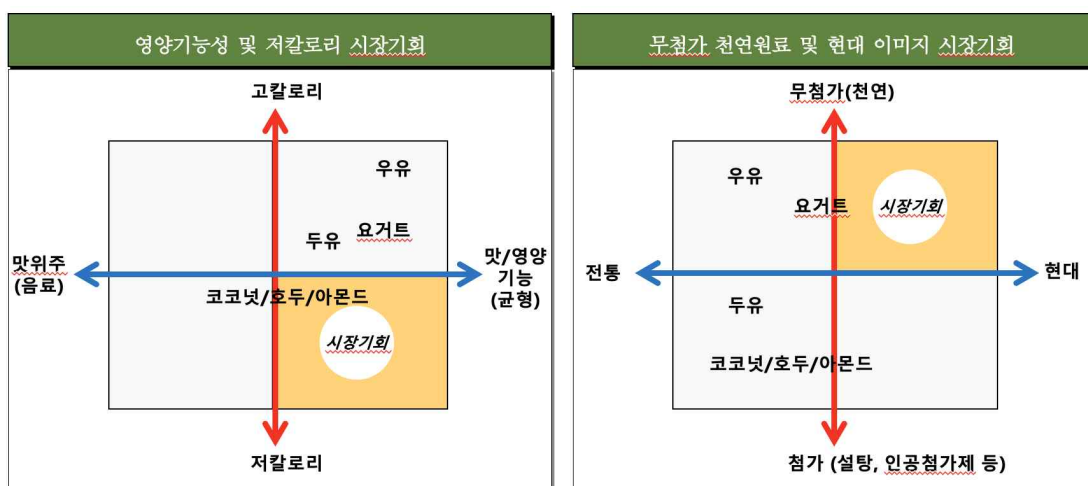 영양기능성 및 저칼로리 시장기회
고칼로리
우유
요거트
두유
맛위주
(음료)
맛/영양
기능
(균형)
코코넛/호두/아몬드
시장기회
저칼로리
무첨가 천연원료 및 현대 이미지 시장기회
무첨가(천연)
우유
요거트
시장기회
전통
현대
두유
코코넛/호두/아몬드
첨가 (설탕, 인공첨가제 등)